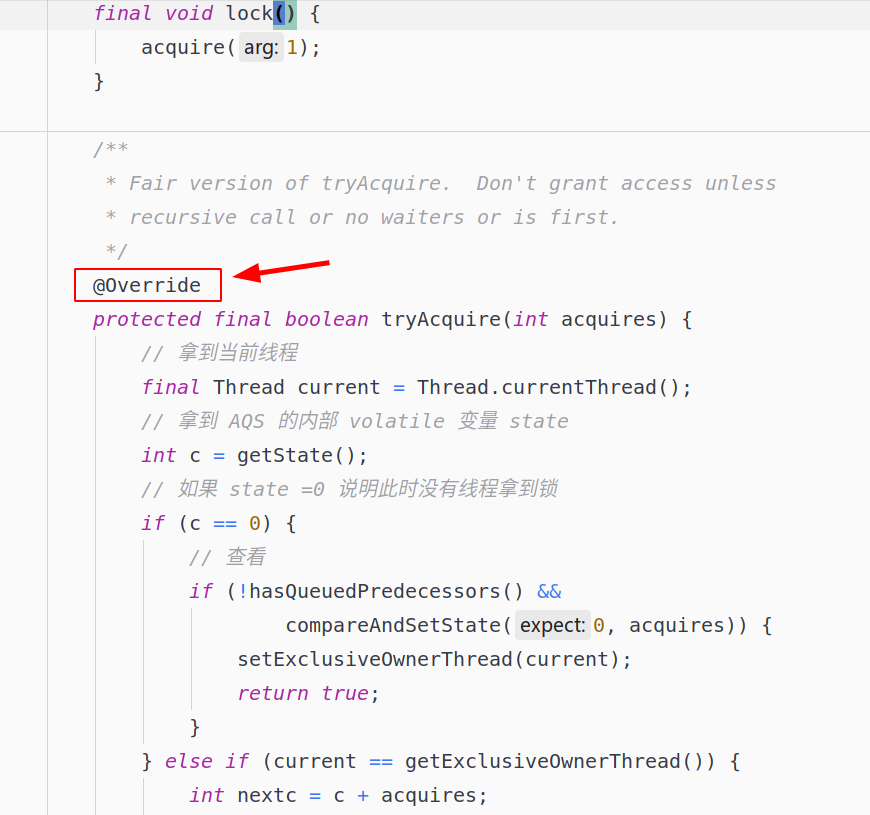 final void lock() {
acquire( arg: 1);
}
/**
* Fair version of tryAcquire.  Don't grant access unless
* recursive call or no waiters or is first.
*/
@Override
protected final boolean tryAcquire(int acquires) {
// 拿到当前线程
final Thread current = Thread.currentThread();
// 拿到 AQS 的内部 volatile 变量 state
int c = getState();
// 如果 state =0 说明此时没有线程拿到锁
if (c == 0) {
// 查看
if (!hasQueuedPredecessors() &&
compareAndSetState( expect: 0, acquires)) {
setExclusiveOwnerThread(current);
return true;
}
} else if (current == getExclusiveOwnerThread()) {
int nextc = c + acquires;